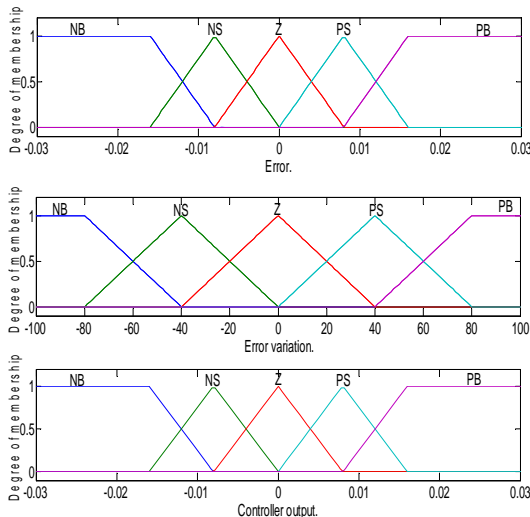 NB NS Z PS PB
Degree of membership
1
0.5
0
-0.03 -0.02 -0.01 0 0.01 0.02 0.03
Error.
NB NS Z PS PB
Degree of membership
1
0.5
0
-100 -80 -60 -40 -20 0 20 40 60 80 100
Error variation.
NB NS Z PS PB
Degree of membership
1
0.5
0
-0.03 -0.02 -0.01 0 0.01 0.02 0.03
Controller output.